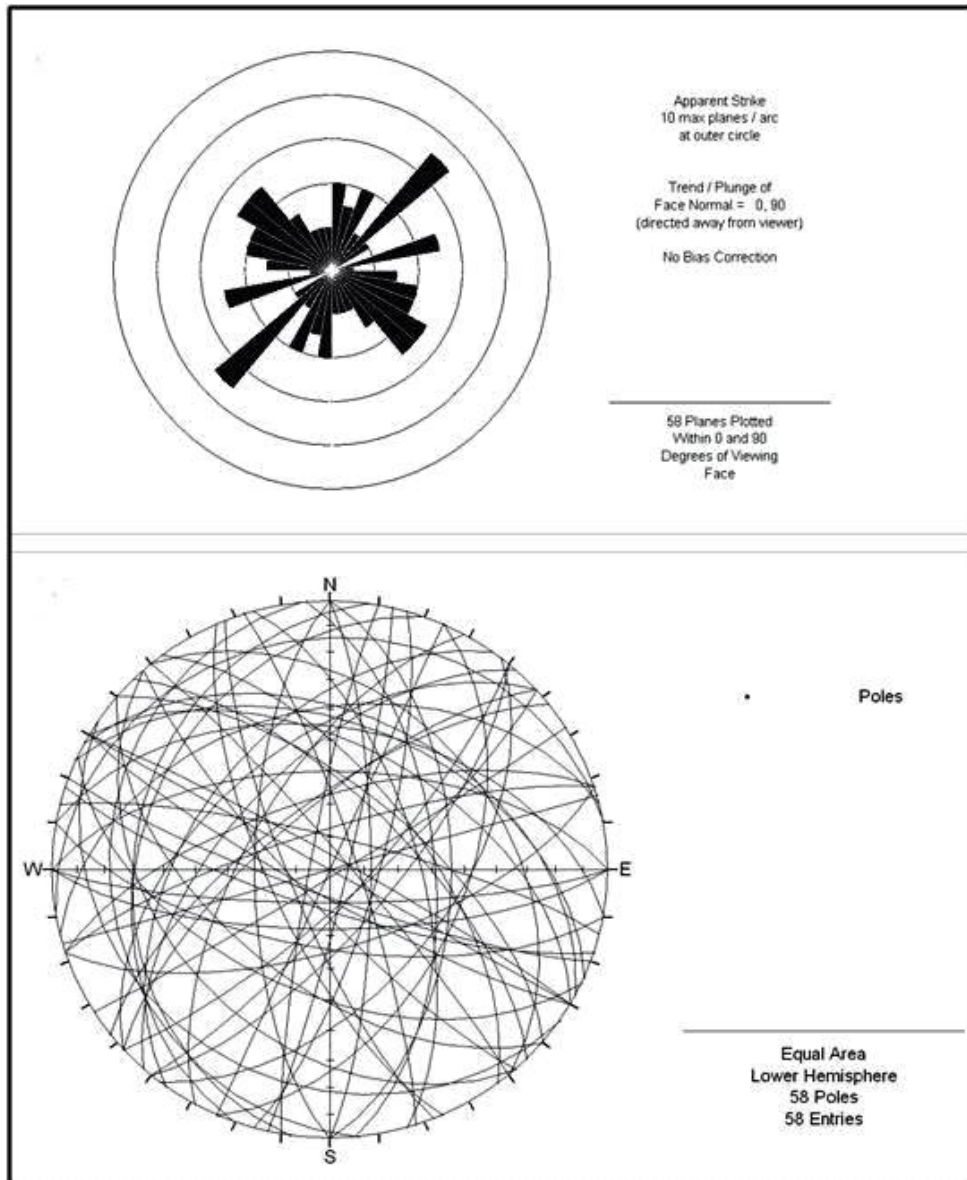 Apparent Strike
10 max planes / arc
at outer circle
Trend / Plunge of
Face Normal = 0, 90
(directed away from viewer)
No Bias Correction
58 Planes Plotted
Within 0 and 90
Degrees of Viewing
Face
N
Poles
W
E
Equal Area
Lower Hemisphere
58 Poles
58 Entries
S